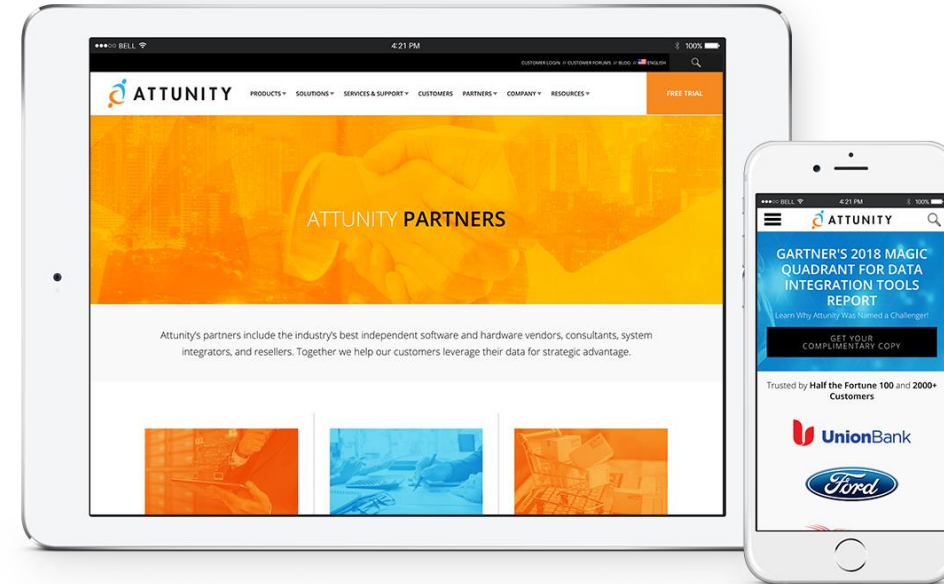 BELL
4:21 PM
100%
CUSTOMER LOGIN // CUSTOMER FORUMS // BLOG // ENGLISH
ATTUNITY
PRODUCTS SOLUTIONS SERVICES & SUPPORT CUSTOMERS PARTNERS COMPANY RESOURCES
FREE TRIAL
ATTUNITY PARTNERS
Attunity's partners include the industry's best independent software and hardware vendors, consultants, system
integrators, and resellers. Together we help our customers leverage their data for strategic advantage.
BELL
4:21 PM
100%
ATTUNITY
GARTNER'S 2018 MAGIC
QUADRANT FOR DATA
INTEGRATION TOOLS
REPORT
Learn Why Attunity Was Named a Challenger!
GET YOUR
COMPLIMENTARY COPY
Trusted by Half the Fortune 100 and 2000+
Customers
UnionBank
Ford